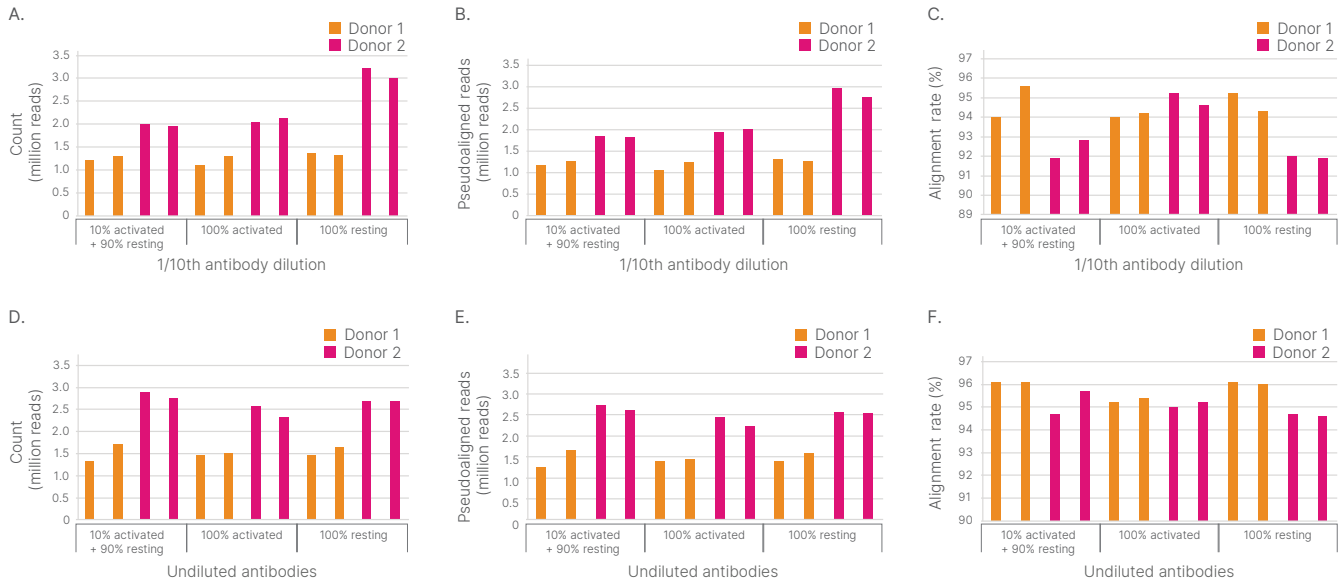 A.
Donor 1
Donor 2
Count
(million reads)
3.5
3.0
2.5
2.0
1.5
1.0
0.5
0
10% activated
+ 90% resting
100% activated
100% resting
1/10th antibody dilution
B.
Donor 1
Donor 2
Pseudoaligned reads
(million reads)
3.5
3.0
2.5
2.0
1.5
1.0
0.5
0
10% activated
+ 90% resting
100% activated
100% resting
1/10th antibody dilution
C.
Donor 1
Donor 2
Alignment rate (%)
97
96
95
94
93
92
91
90
89
10% activated
+ 90% resting
100% activated
100% resting
1/10th antibody dilution
D.
Donor 1
Donor 2
Count
(million reads)
3.5
3.0
2.5
2.0
1.5
1.0
0.5
0
10% activated
+ 90% resting
100% activated
100% resting
Undiluted antibodies
E.
Donor 1
Donor 2
Pseudoaligned reads
(million reads)
3.5
3.0
2.5
2.0
1.5
1.0
0.5
0
10% activated
+ 90% resting
100% activated
100% resting
Undiluted antibodies
F.
Donor 1
Donor 2
Alignment rate (%)
97
96
95
94
93
92
91
90
10% activated
+ 90% resting
100% activated
100% resting
Undiluted antibodies